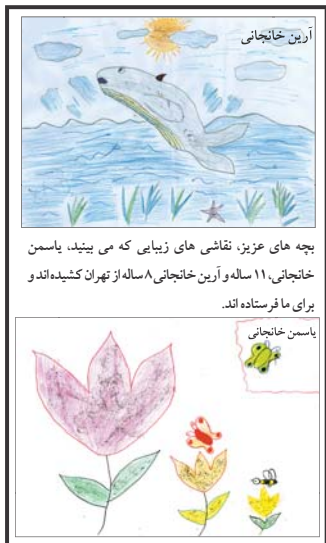 آرین خانجانی
بچه های عزیز، نقاشی های زیبایی که می بینید، یاسمن
خانجانی، ۱۱ ساله و آرین خانجانی ۸ ساله از تهران کشیده اند و
برای ما فرستاده اند.
یاسمن خانجانی